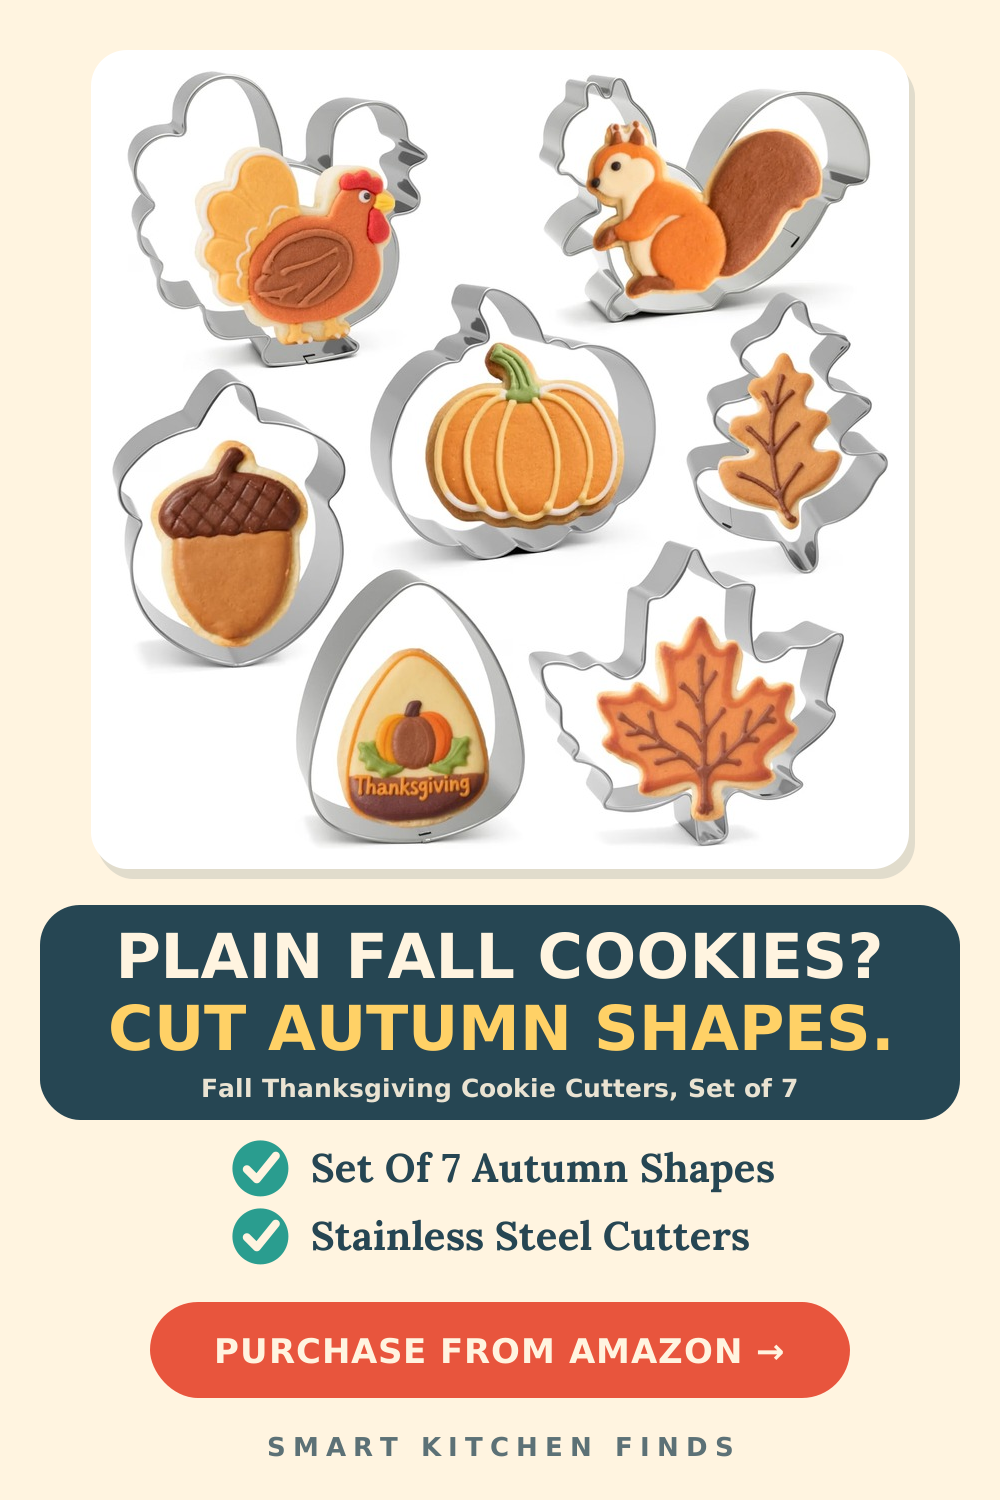 Thanksgiving
PLAIN FALL COOKIES?
CUT AUTUMN SHAPES.
Fall Thanksgiving Cookie Cutters, Set of 7
Set Of 7 Autumn Shapes
Stainless Steel Cutters
PURCHASE FROM AMAZON →
SMART KITCHEN FINDS